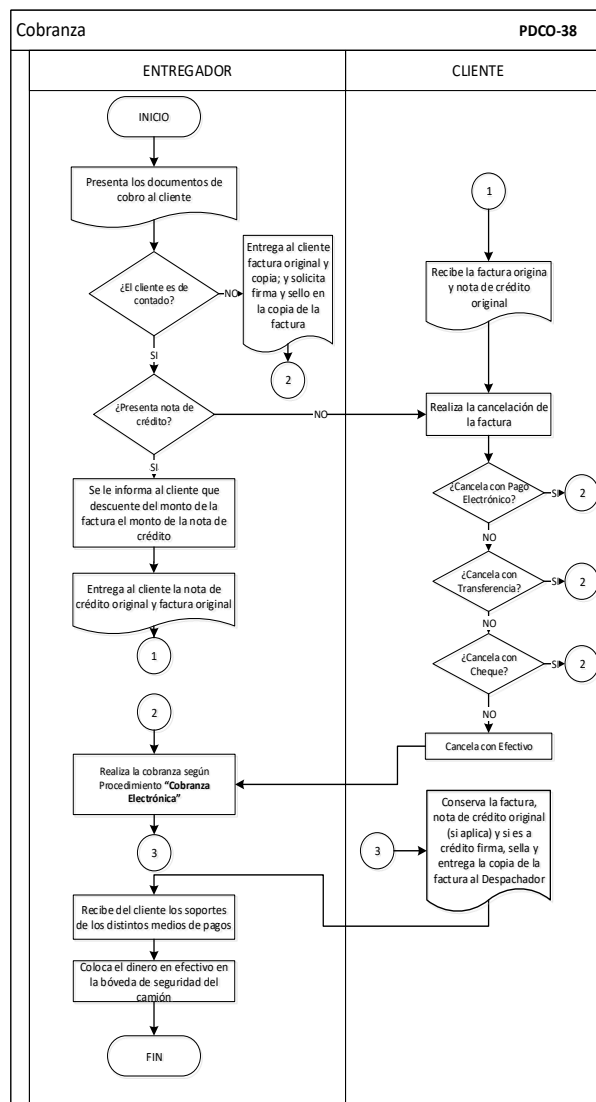 Cobranza PDCO-38
ENTREGADOR
CLIENTE
INICIO
Presenta los documentos de
cobro al cliente
¿El cliente es de
contado?
NO
Entrega al cliente
factura original y
copia; y solicita
firma y sello en
la copia de la
factura
2
SI
¿Presenta nota de
crédito?
NO
SI
Se le informa al cliente que
descuente del monto de la
factura el monto de la nota de
crédito
Entrega al cliente la nota de
crédito original y factura original
1
2
Realiza la cobranza según
Procedimiento “Cobranza
Electrónica”
3
Recibe del cliente los soportes
de los distintos medios de pagos
Coloca el dinero en efectivo en
la bóveda de seguridad del
camión
FIN
1
Recibe la factura origina
y nota de crédito
original
Realiza la cancelación de
la factura
¿Cancela con Pago
Electrónico?
SI
2
NO
¿Cancela con
Transferencia?
SI
2
NO
¿Cancela con
Cheque?
SI
2
NO
Cancela con Efectivo
3
Conserva la factura,
nota de crédito original
(si aplica) y si es a
crédito firma, sella y
entrega la copia de la
factura al Despachador